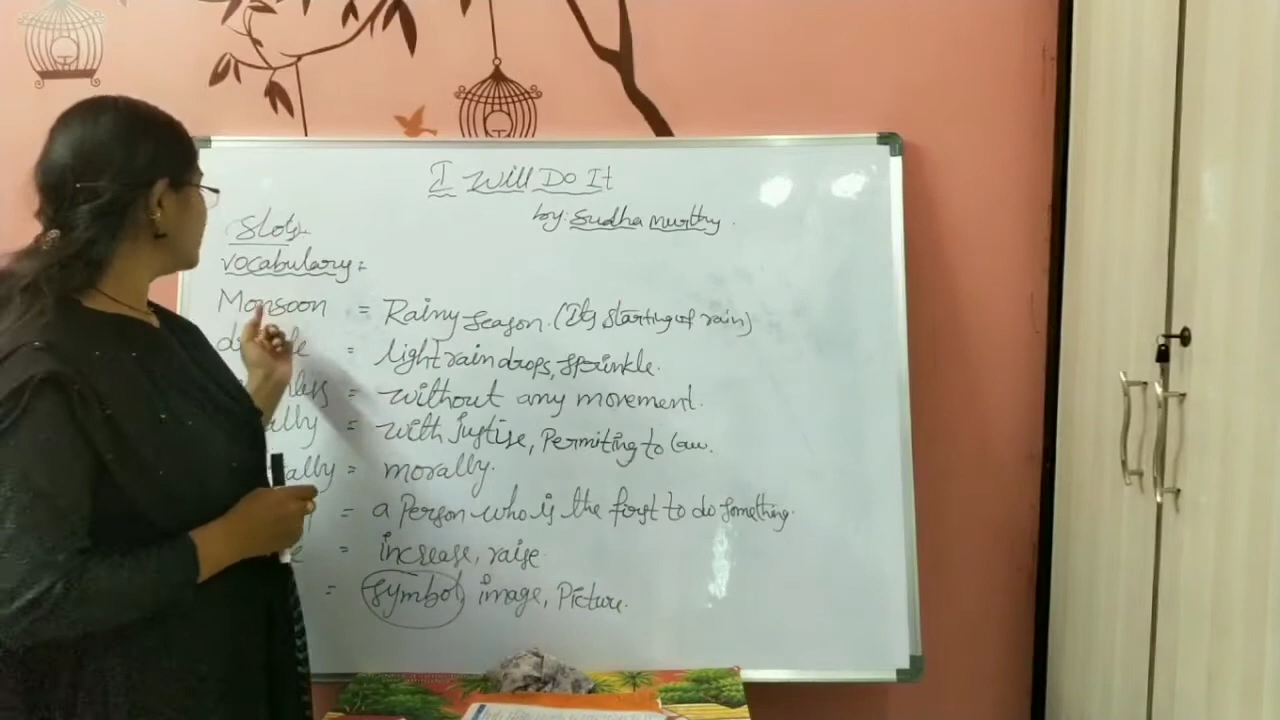 I Will Do It
by: Sudha Murthy.
Slot
Vocabulary:
Monsoon = Rainy Season. (Its starting of rain)
= light rain drops, sprinkle.
= without any movement.
= with justise, Permiting to law.
= morally.
= a Person who is the first to do something.
= increase, raise
= symbol image, Picture.